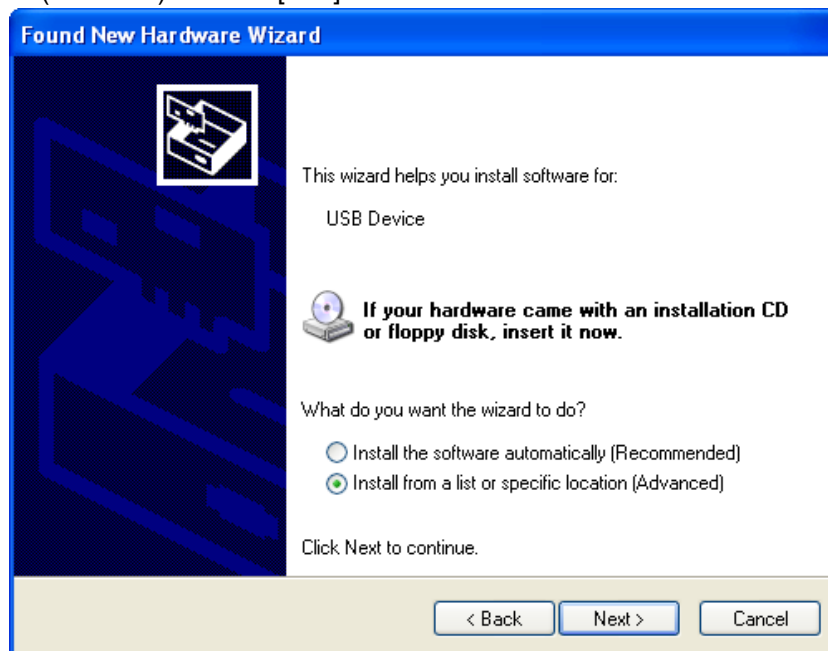 Found New Hardware Wizard
This wizard helps you install software for:
USB Device
If your hardware came with an installation CD
or floppy disk, insert it now.
What do you want the wizard to do?
Install the software automatically (Recommended)
Install from a list or specific location (Advanced)
Click Next to continue.
< Back
Next >
Cancel